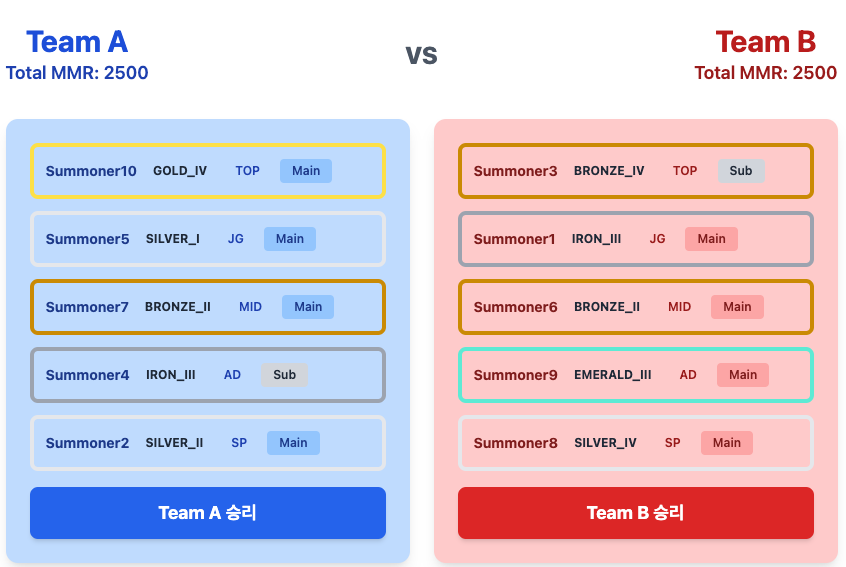 Team A
Total MMR: 2500
vs
Team B
Total MMR: 2500
Summoner10 GOLD_IV TOP Main
Summoner5 SILVER_I JG Main
Summoner7 BRONZE_II MID Main
Summoner4 IRON_III AD Sub
Summoner2 SILVER_II SP Main
Team A 승리
Summoner3 BRONZE_IV TOP Sub
Summoner1 IRON_III JG Main
Summoner6 BRONZE_II MID Main
Summoner9 EMERALD_III AD Main
Summoner8 SILVER_IV SP Main
Team B 승리